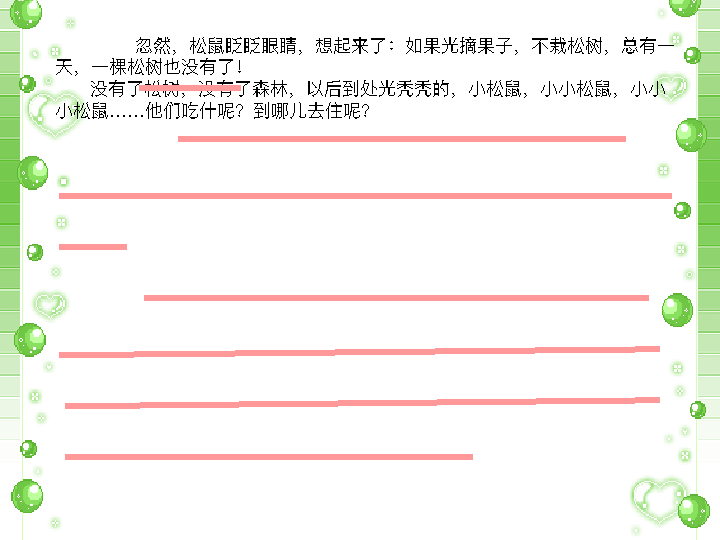 忽然，松鼠眨眨眼睛，想起来了：如果光摘果子，不栽松树，总有一
天，一棵松树也没有了！
没有了松树，没有了森林，以后到处光秃秃的，小松鼠，小小松鼠，小小
小松鼠……他们吃什呢？到哪儿去住呢？